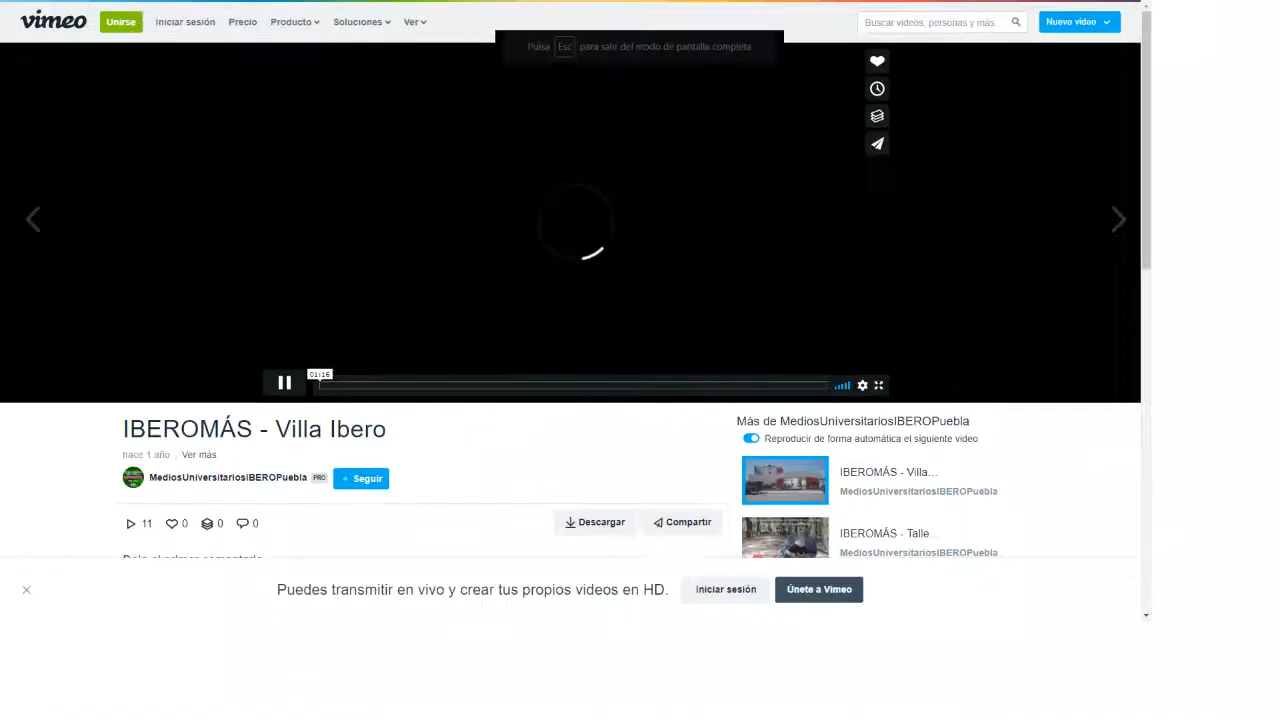 vimeo Unirse Iniciar sesión Precio Producto Soluciones Ver Buscar videos, personas y más Nuevo video
Pulsa Esc para salir del modo de pantalla completa
01:16
IBEROMÁS - Villa Ibero
hace 1 año Ver más
MediosUniversitariosIBEROPuebla PRO + Seguir
11 0 0 0 Descargar Compartir
Más de MediosUniversitariosIBEROPuebla
Reproducir de forma automática el siguiente video
IBEROMÁS - Villa…
MediosUniversitariosIBEROPuebla
IBEROMÁS - Talle…
MediosUniversitariosIBEROPuebla
Puedes transmitir en vivo y crear tus propios videos en HD. Iniciar sesión Únete a Vimeo